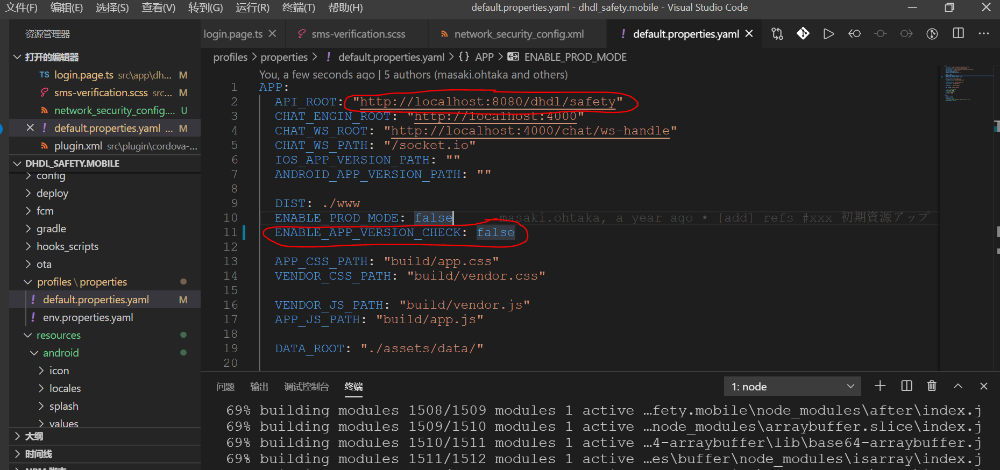 文件(F) 编辑(E) 选择(S) 查看(V) 转到(G) 运行(R) 终端(T) 帮助(H) default.properties.yaml - dhdl_safety.mobile - Visual Studio Code
资源管理器
login.page.ts sms-verification.scss network_security_config.xml ! default.properties.yaml
打开的编辑器
TS login.page.ts src\app\dh... M
sms-verification.scss src... M
network_security_config.... U
! default.properties.yaml ... M
plugin.xml src\plugin\cordova-...
DHDL_SAFETY.MOBILE
config
deploy
fcm
gradle
hooks_scripts
ota
profiles\properties
! default.properties.yaml M
! env.properties.yaml
resources
android
icon
locales
splash
values
大纲
时间线
NPM 脚本
profiles > properties > ! default.properties.yaml > {} APP > ENABLE_PROD_MODE
You, a few seconds ago | 5 authors (masaki.ohtaka and others)
1 APP:
2 API_ROOT: "http://localhost:8080/dhdl/safety"
3 CHAT_ENGIN_ROOT: "http://localhost:4000"
4 CHAT_WS_ROOT: "http://localhost:4000/chat/ws-handle"
5 CHAT_WS_PATH: "/socket.io"
6 IOS_APP_VERSION_PATH: ""
7 ANDROID_APP_VERSION_PATH: ""
8
9 DIST: ./www
10 ENABLE_PROD_MODE: false masaki.ohtaka, a year ago • [add] refs #xxx 初期資源アップ
11 ENABLE_APP_VERSION_CHECK: false
12
13 APP_CSS_PATH: "build/app.css"
14 VENDOR_CSS_PATH: "build/vendor.css"
15
16 VENDOR_JS_PATH: "build/vendor.js"
17 APP_JS_PATH: "build/app.js"
18
19 DATA_ROOT: "./assets/data/"
20
问题 输出 调试控制台 终端 1: node
69% building modules 1508/1509 modules 1 active …fety.mobile\node_modules\after\index.j
69% building modules 1509/1510 modules 1 active …node_modules\arraybuffer.slice\index.j
69% building modules 1510/1511 modules 1 active …4-arraybuffer\lib\base64-arraybuffer.j
69% building modules 1511/1512 modules 1 active …es\buffer\node_modules\isarray\index.j